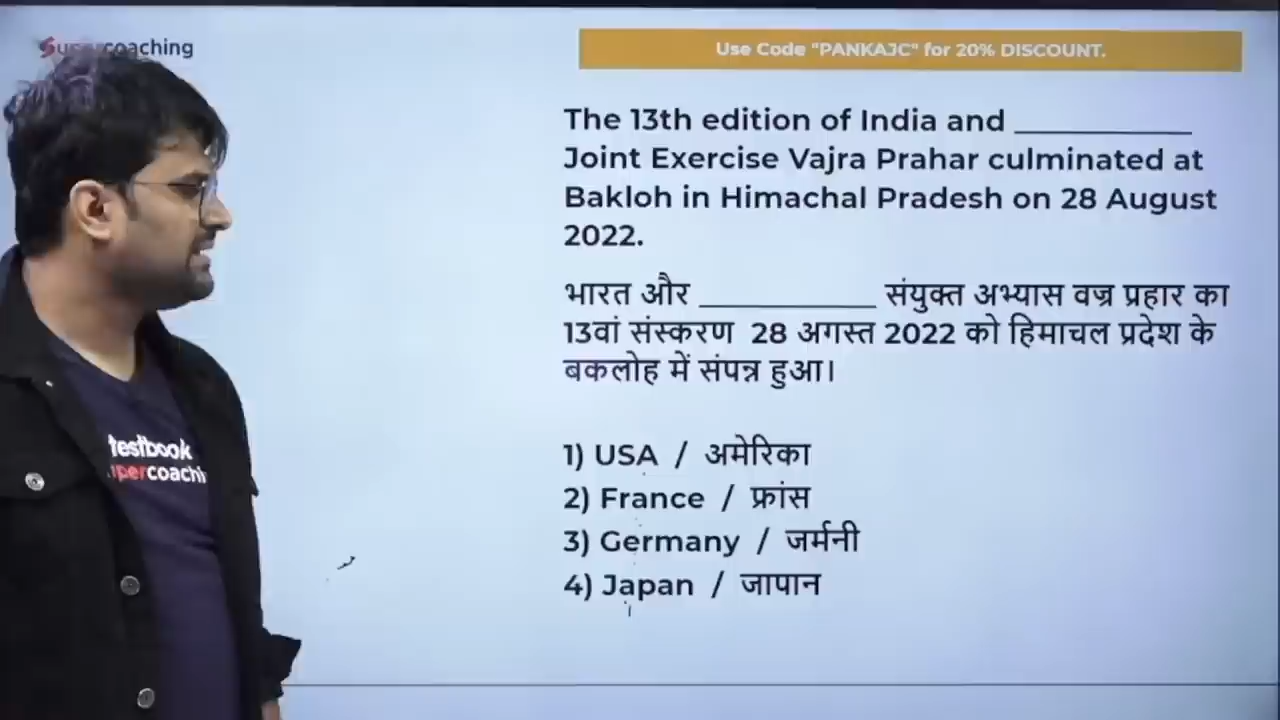 Supercoaching
Use Code "PANKAJC" for 20% DISCOUNT.
The 13th edition of India and ___________
Joint Exercise Vajra Prahar culminated at
Bakloh in Himachal Pradesh on 28 August
2022.
भारत और ___________ संयुक्त अभ्यास वज्र प्रहार का
13वां संस्करण 28 अगस्त 2022 को हिमाचल प्रदेश के
बकलोह में संपन्न हुआ।
1) USA / अमेरिका
2) France / फ्रांस
3) Germany / जर्मनी
4) Japan / जापान
testbook
percoachi